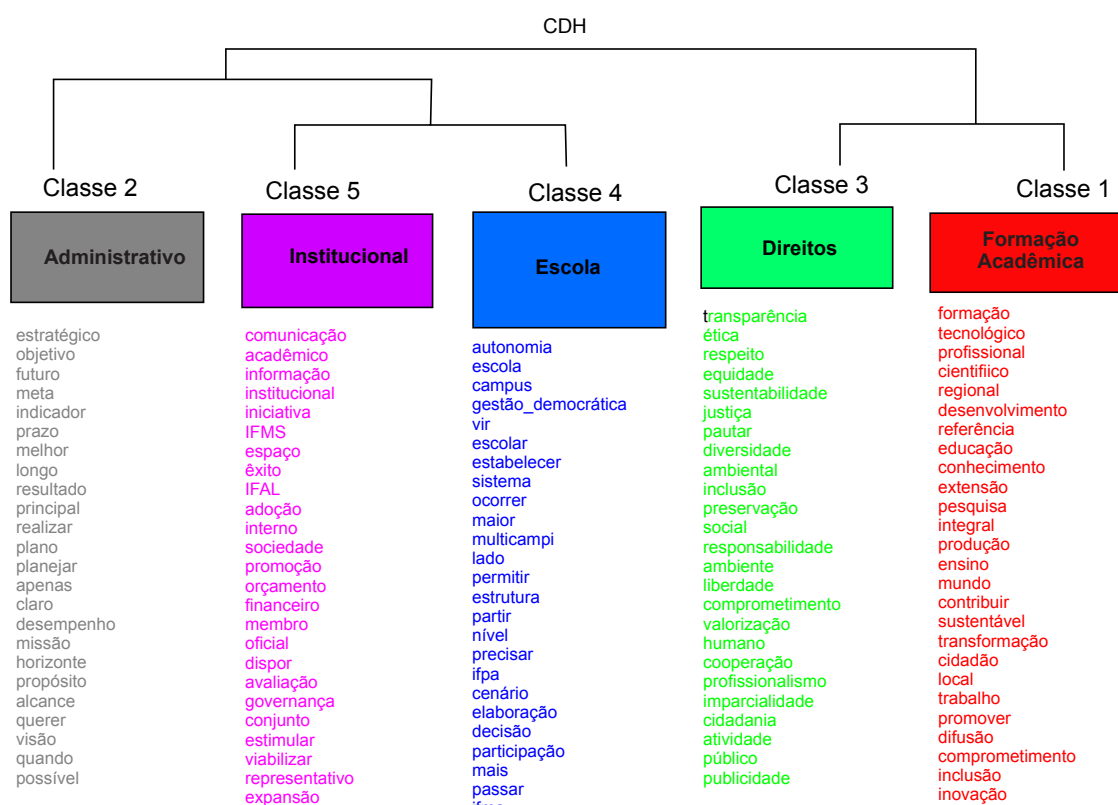 CDH
Classe 2
Administrativo
estratégico
objetivo
futuro
meta
indicador
prazo
melhor
longo
resultado
principal
realizar
plano
planejar
apenas
claro
desempenho
missão
horizonte
propósito
alcance
querer
visão
quando
possível
Classe 5
Institucional
comunicação
acadêmico
informação
institucional
iniciativa
IFMS
espaço
êxito
IFAL
adoção
interno
sociedade
promoção
orçamento
financeiro
membro
oficial
dispor
avaliação
governança
conjunto
estimular
viabilizar
representativo
expansão
Classe 4
Escola
autonomia
escola
campus
gestão_democrática
vir
escolar
estabelecer
sistema
ocorrer
maior
multicampi
lado
permitir
estrutura
partir
nível
precisar
ifpa
cenário
elaboração
decisão
participação
mais
passar
Classe 3
Direitos
transparência
ética
respeito
equidade
sustentabilidade
justiça
pautar
diversidade
ambiental
inclusão
preservação
social
responsabilidade
ambiente
liberdade
comprometimento
valorização
humano
cooperação
profissionalismo
imparcialidade
cidadania
atividade
público
publicidade
Classe 1
Formação
Acadêmica
formação
tecnológico
profissional
cientifiico
regional
desenvolvimento
referência
educação
conhecimento
extensão
pesquisa
integral
produção
ensino
mundo
contribuir
sustentável
transformação
cidadão
local
trabalho
promover
difusão
comprometimento
inclusão
inovação